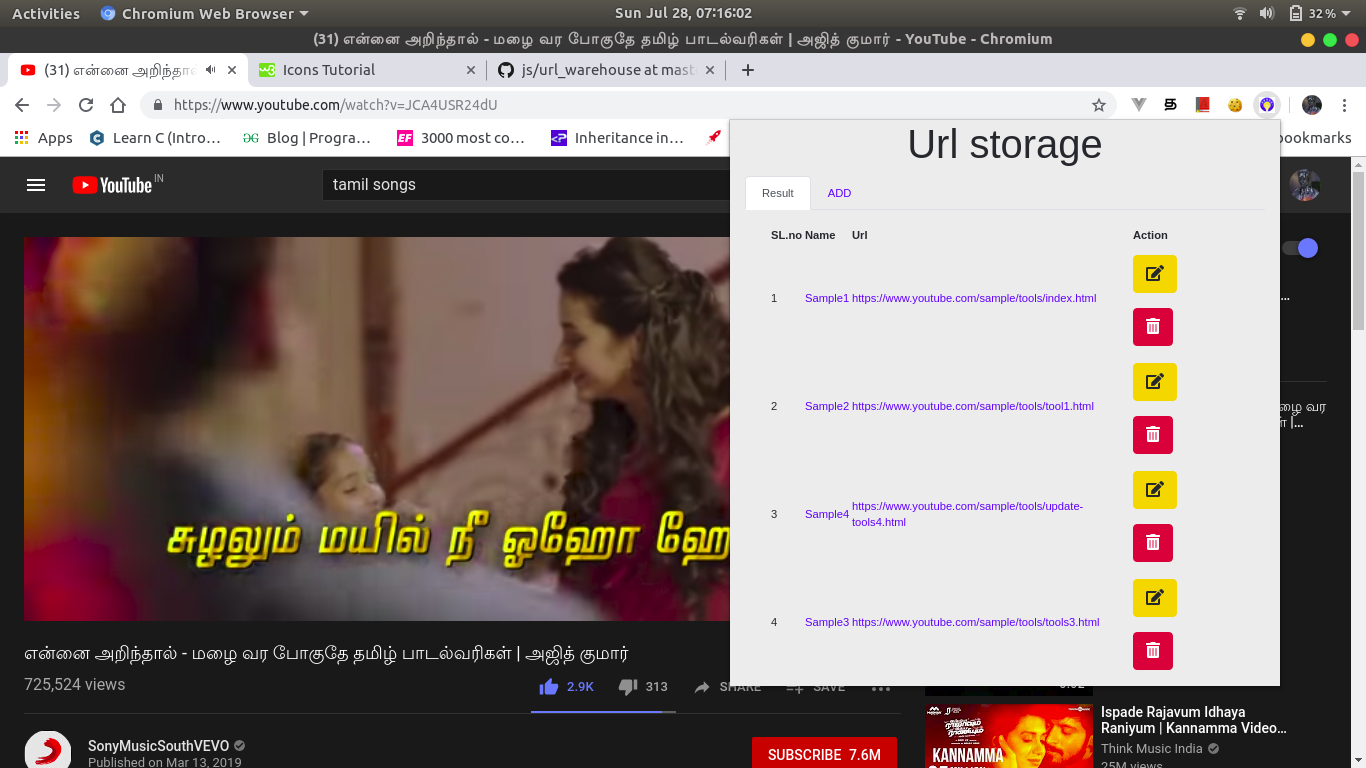 Activities Chromium Web Browser Sun Jul 28, 07:16:02 32%
(31) என்னை அறிந்தால் - மழை வர போகுதே தமிழ் பாடல்வரிகள் | அஜித் குமார் - YouTube - Chromium
(31) என்னை அறிந்தால் Icons Tutorial js/url_warehouse at mast
https://www.youtube.com/watch?v=JCA4USR24dU
Apps Learn C (Intro… Blog | Progra… EF 3000 most co… Inheritance in… bookmarks
Url storage
YouTube IN
tamil songs
Result ADD
SL.no Name Url Action
1 Sample1 https://www.youtube.com/sample/tools/index.html
2 Sample2 https://www.youtube.com/sample/tools/tool1.html
3 Sample4 https://www.youtube.com/sample/tools/update-
tools4.html
4 Sample3 https://www.youtube.com/sample/tools/tools3.html
...
ழை வர
|...
சுழலும் மயில் நீ ஓஹோ ஹே
என்னை அறிந்தால் - மழை வர போகுதே தமிழ் பாடல்வரிகள் | அஜித் குமார்
725,524 views 2.9K 313 SHARE SAVE
SonyMusicSouthVEVO
Published on Mar 13, 2019
SUBSCRIBE 7.6M
KANNAMMA
Ispade Rajavum Idhaya
Raniyum | Kannamma Video…
Think Music India
25M views